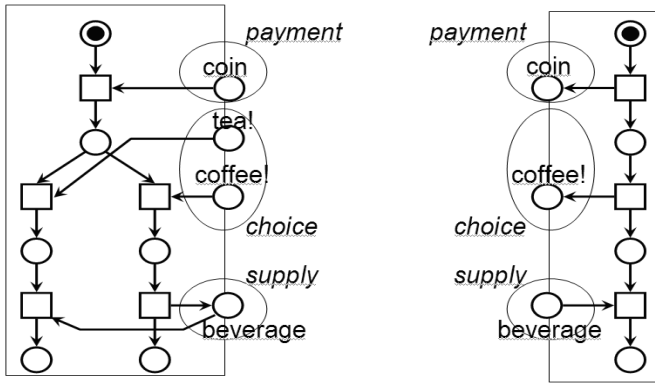 payment payment
coin coin
tea!
coffee! coffee!
choice choice
supply supply
beverage beverage